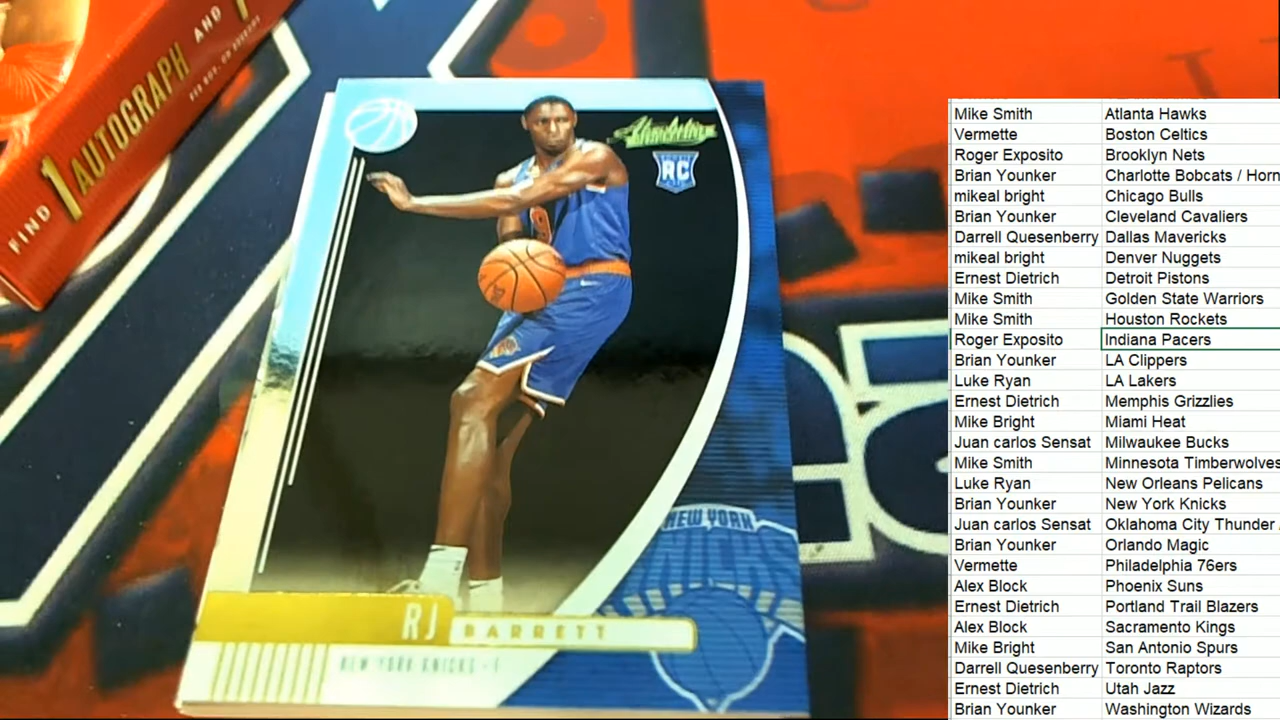 FIND 1 AUTOGRAPH AND
RC
NEW YORK
KNICKS
RJ BARRETT
NEW YORK KNICKS - F
Mike Smith Atlanta Hawks
Vermette Boston Celtics
Roger Exposito Brooklyn Nets
Brian Younker Charlotte Bobcats / Horn
mikeal bright Chicago Bulls
Brian Younker Cleveland Cavaliers
Darrell Quesenberry Dallas Mavericks
mikeal bright Denver Nuggets
Ernest Dietrich Detroit Pistons
Mike Smith Golden State Warriors
Mike Smith Houston Rockets
Roger Exposito Indiana Pacers
Brian Younker LA Clippers
Luke Ryan LA Lakers
Ernest Dietrich Memphis Grizzlies
Mike Bright Miami Heat
Juan carlos Sensat Milwaukee Bucks
Mike Smith Minnesota Timberwolves
Luke Ryan New Orleans Pelicans
Brian Younker New York Knicks
Juan carlos Sensat Oklahoma City Thunder /
Brian Younker Orlando Magic
Vermette Philadelphia 76ers
Alex Block Phoenix Suns
Ernest Dietrich Portland Trail Blazers
Alex Block Sacramento Kings
Mike Bright San Antonio Spurs
Darrell Quesenberry Toronto Raptors
Ernest Dietrich Utah Jazz
Brian Younker Washington Wizards